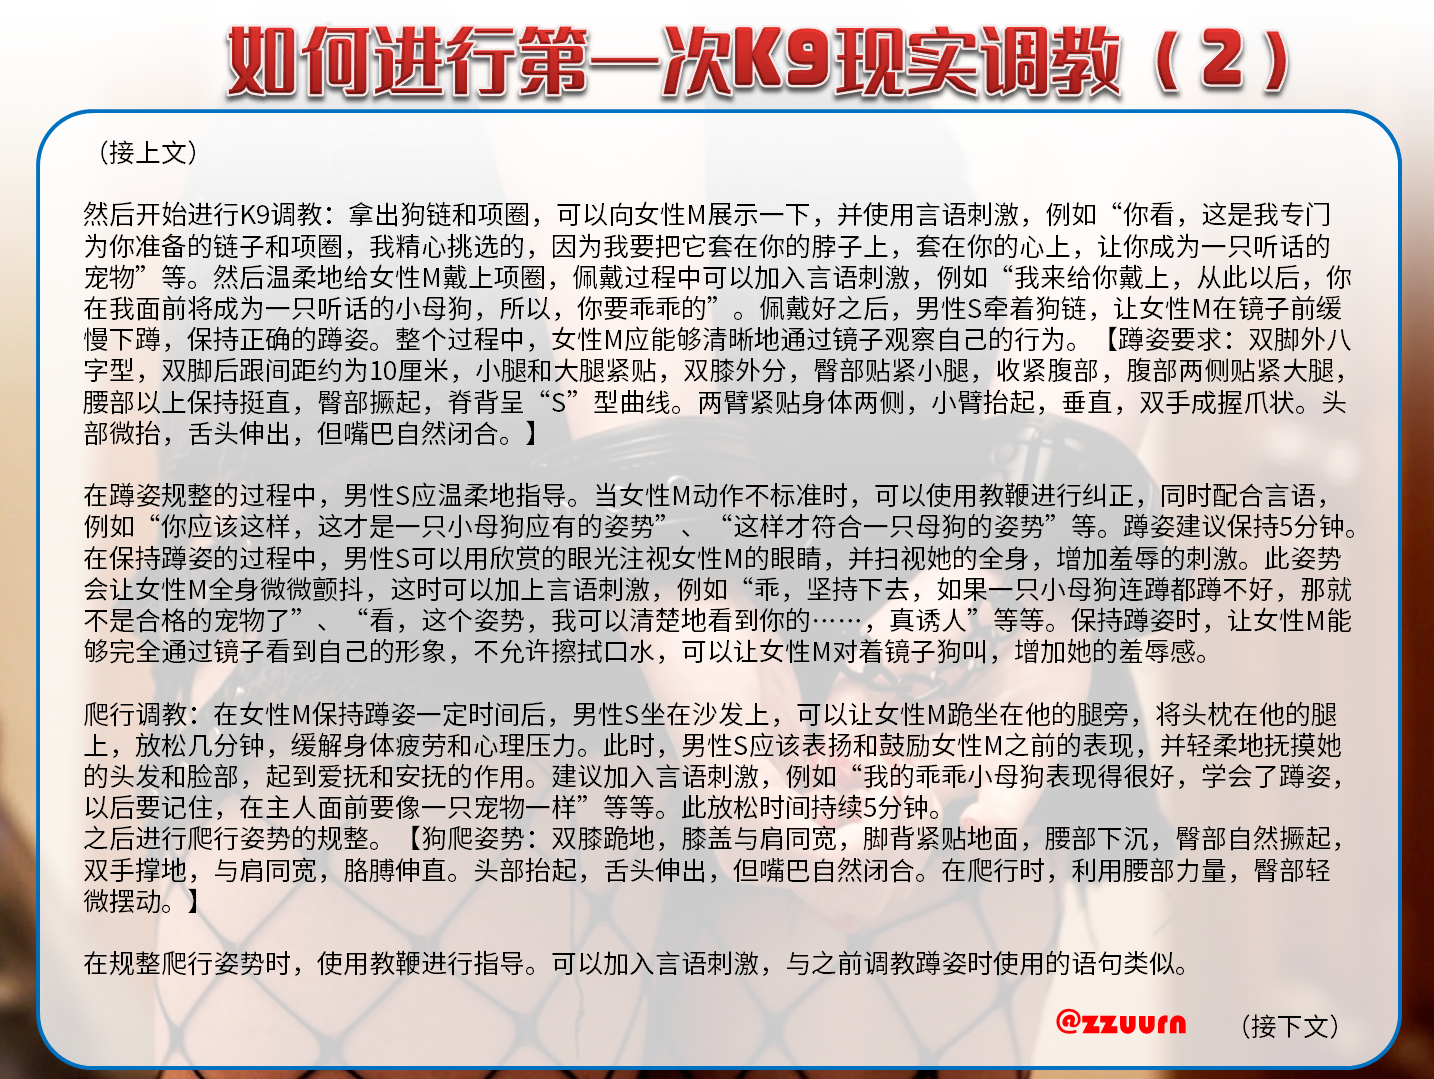 如何进行第一次K9现实调教（2）
（接上文）
然后开始进行K9调教：拿出狗链和项圈，可以向女性M展示一下，并使用言语刺激，例如“你看，这是我专门
为你准备的链子和项圈，我精心挑选的，因为我要把它套在你的脖子上，套在你的心上，让你成为一只听话的
宠物”等。然后温柔地给女性M戴上项圈，佩戴过程中可以加入言语刺激，例如“我来给你戴上，从此以后，你
在我面前将成为一只听话的小母狗，所以，你要乖乖的”。佩戴好之后，男性S牵着狗链，让女性M在镜子前缓
慢下蹲，保持正确的蹲姿。整个过程中，女性M应能够清晰地通过镜子观察自己的行为。【蹲姿要求：双脚外八
字型，双脚后跟间距约为10厘米，小腿和大腿紧贴，双膝外分，臀部贴紧小腿，收紧腹部，腹部两侧贴紧大腿，
腰部以上保持挺直，臀部撅起，脊背呈“S”型曲线。两臂紧贴身体两侧，小臂抬起，垂直，双手成握爪状。头
部微抬，舌头伸出，但嘴巴自然闭合。】
在蹲姿规整的过程中，男性S应温柔地指导。当女性M动作不标准时，可以使用教鞭进行纠正，同时配合言语，
例如“你应该这样，这才是一只小母狗应有的姿势”、“这样才符合一只母狗的姿势”等。蹲姿建议保持5分钟。
在保持蹲姿的过程中，男性S可以用欣赏的眼光注视女性M的眼睛，并扫视她的全身，增加羞辱的刺激。此姿势
会让女性M全身微微颤抖，这时可以加上言语刺激，例如“乖，坚持下去，如果一只小母狗连蹲都蹲不好，那就
不是合格的宠物了”、“看，这个姿势，我可以清楚地看到你的……，真诱人”等等。保持蹲姿时，让女性M能
够完全通过镜子看到自己的形象，不允许擦拭口水，可以让女性M对着镜子狗叫，增加她的羞辱感。
爬行调教：在女性M保持蹲姿一定时间后，男性S坐在沙发上，可以让女性M跪坐在他的腿旁，将头枕在他的腿
上，放松几分钟，缓解身体疲劳和心理压力。此时，男性S应该表扬和鼓励女性M之前的表现，并轻柔地抚摸她
的头发和脸部，起到爱抚和安抚的作用。建议加入言语刺激，例如“我的乖乖小母狗表现得很好，学会了蹲姿，
以后要记住，在主人面前要像一只宠物一样”等等。此放松时间持续5分钟。
之后进行爬行姿势的规整。【狗爬姿势：双膝跪地，膝盖与肩同宽，脚背紧贴地面，腰部下沉，臀部自然撅起，
双手撑地，与肩同宽，胳膊伸直。头部抬起，舌头伸出，但嘴巴自然闭合。在爬行时，利用腰部力量，臀部轻
微摆动。】
在规整爬行姿势时，使用教鞭进行指导。可以加入言语刺激，与之前调教蹲姿时使用的语句类似。
@zzuurn
（接下文）